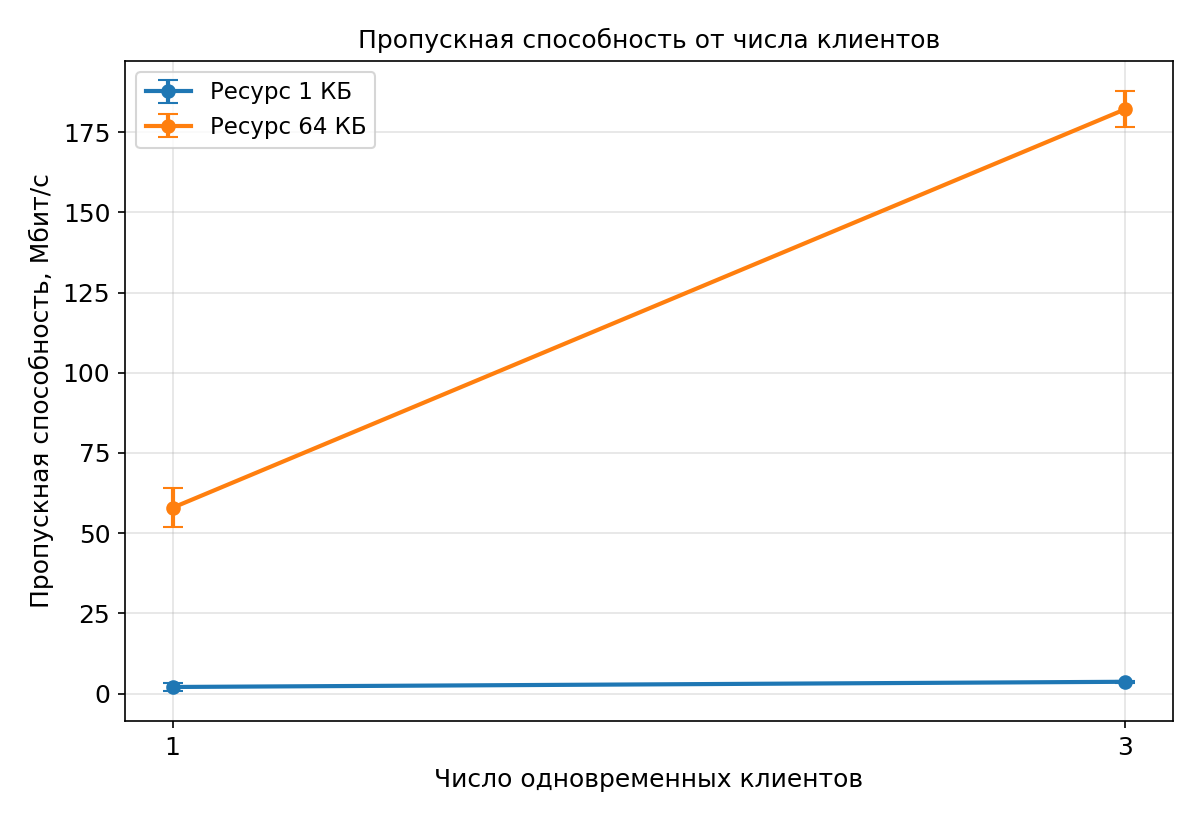 Пропускная способность от числа клиентов
Ресурс 1 КБ
Ресурс 64 КБ
Пропускная способность, Мбит/с
175
150
125
100
75
50
25
0
1
3
Число одновременных клиентов